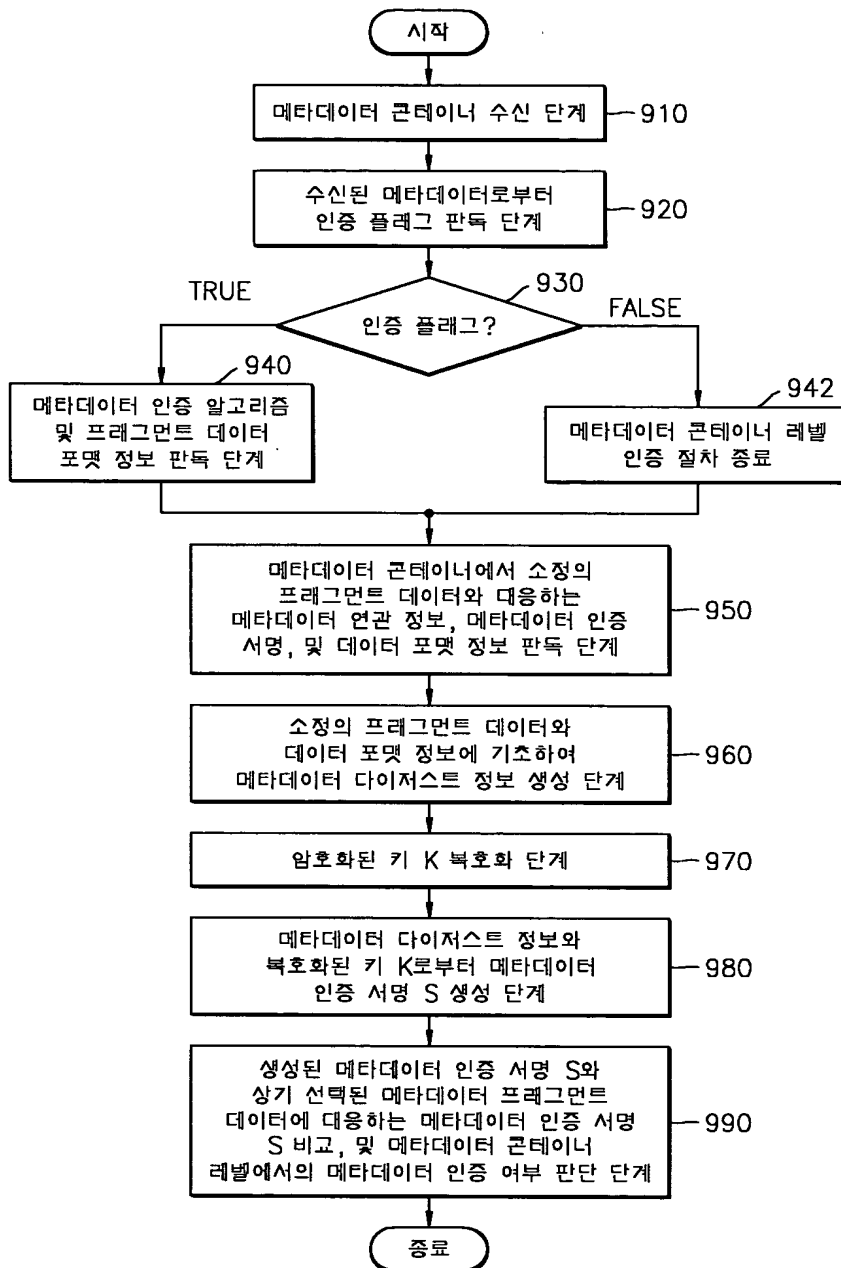 시작
메타데이터 콘테이너 수신 단계
910
수신된 메타데이터로부터
인증 플래그 판독 단계
920
930
TRUE
인증 플래그?
FALSE
940
메타데이터 인증 알고리즘
및 프래그먼트 데이터
포맷 정보 판독 단계
942
메타데이터 콘테이너 레벨
인증 절차 종료
메타데이터 콘테이너에서 소정의
프래그먼트 데이터와 대응하는
메타데이터 연관 정보, 메타데이터 인증
서명, 및 데이터 포맷 정보 판독 단계
950
소정의 프래그먼트 데이터와
데이터 포맷 정보에 기초하여
메타데이터 다이저스트 정보 생성 단계
960
암호화된 키 K 복호화 단계
970
메타데이터 다이저스트 정보와
복호화된 키 K로부터 메타데이터
인증 서명 S 생성 단계
980
생성된 메타데이터 인증 서명 S와
상기 선택된 메타데이터 프래그먼트
데이터에 대응하는 메타데이터 인증 서명
S 비교, 및 메타데이터 콘테이너
레벨에서의 메타데이터 인증 여부 판단 단계
990
종료